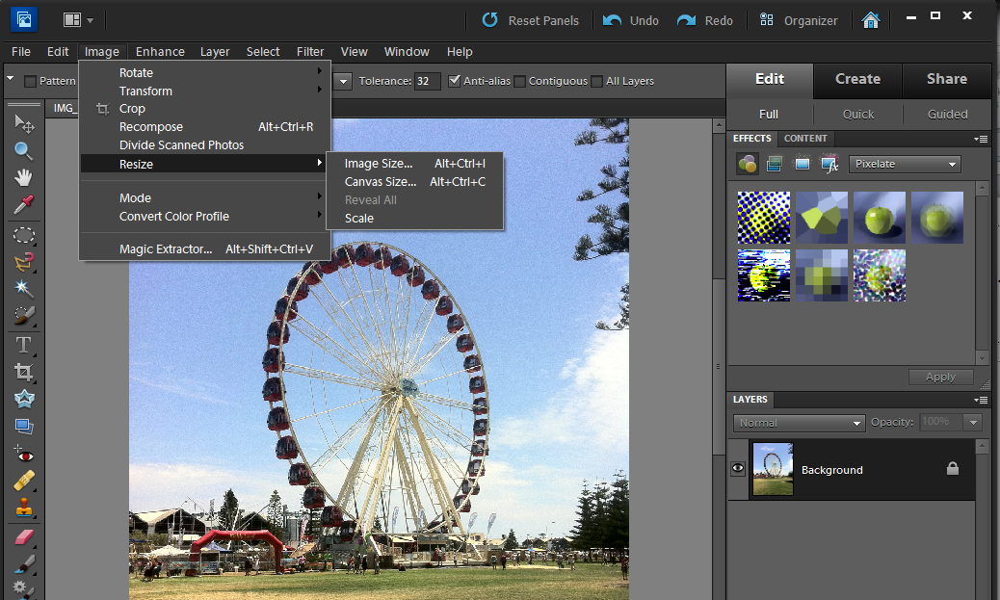 Reset Panels Undo Redo Organizer
File Edit Image Enhance Layer Select Filter View Window Help
Pattern Tolerance: 32 Anti-alias Contiguous All Layers
IMG_
Rotate
Transform
Crop
Recompose Alt+Ctrl+R
Divide Scanned Photos
Resize
Mode
Convert Color Profile
Magic Extractor... Alt+Shift+Ctrl+V
Image Size... Alt+Ctrl+I
Canvas Size... Alt+Ctrl+C
Reveal All
Scale
T
Edit Create Share
Full Quick Guided
EFFECTS CONTENT
fx
Pixelate
Apply
LAYERS
Normal Opacity: 100%
Background